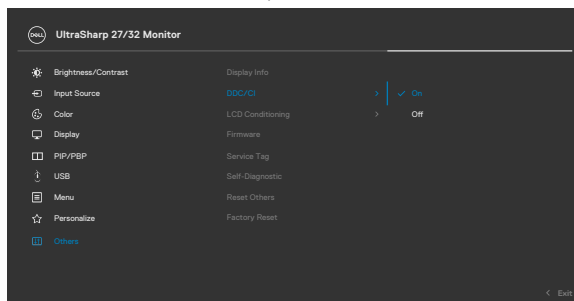 DELL UltraSharp 27/32 Monitor
Brightness/Contrast Display Info
Input Source DDC/CI > ✓ On
Color LCD Conditioning > Off
Display Firmware
PIP/PBP Service Tag
USB Self-Diagnostic
Menu Reset Others
Personalize Factory Reset
Others
< Exit